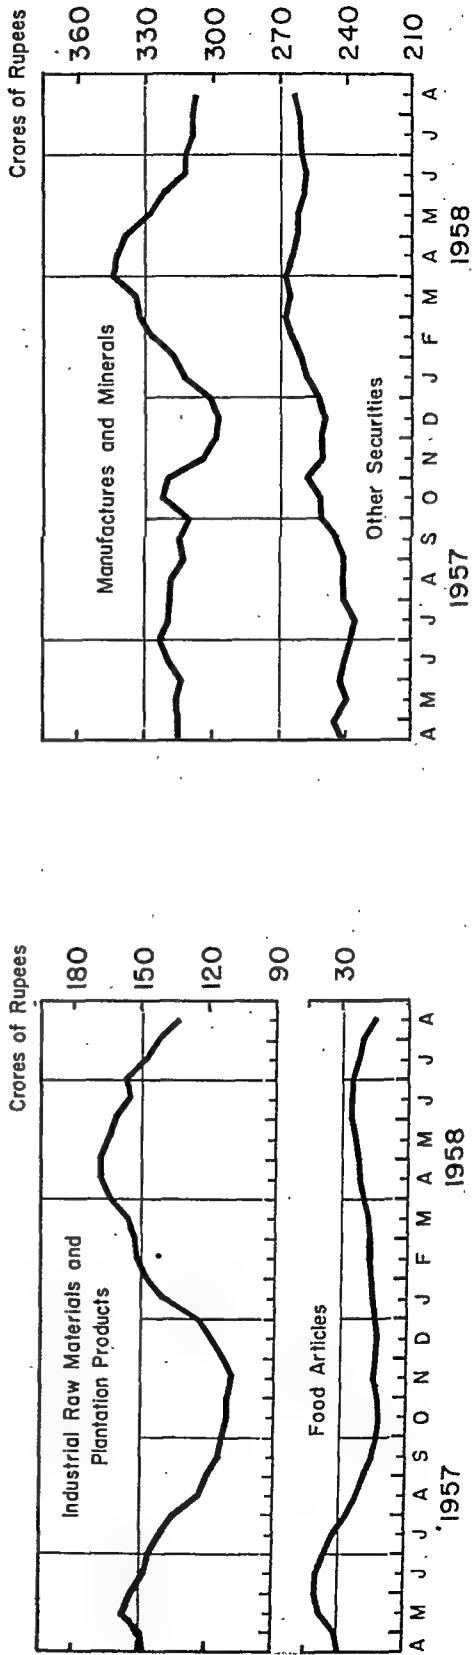 Crores of Rupees
180
150
120
90
30
Industrial Raw Materials and
Plantation Products
Food Articles
A M J J A S O N D J F M A M J J A
1957 1958
Crores of Rupees
360
330
300
270
240
210
Manufactures and Minerals
Other Securities
A M J J A S O N D J F M A M J J A
1957 1958